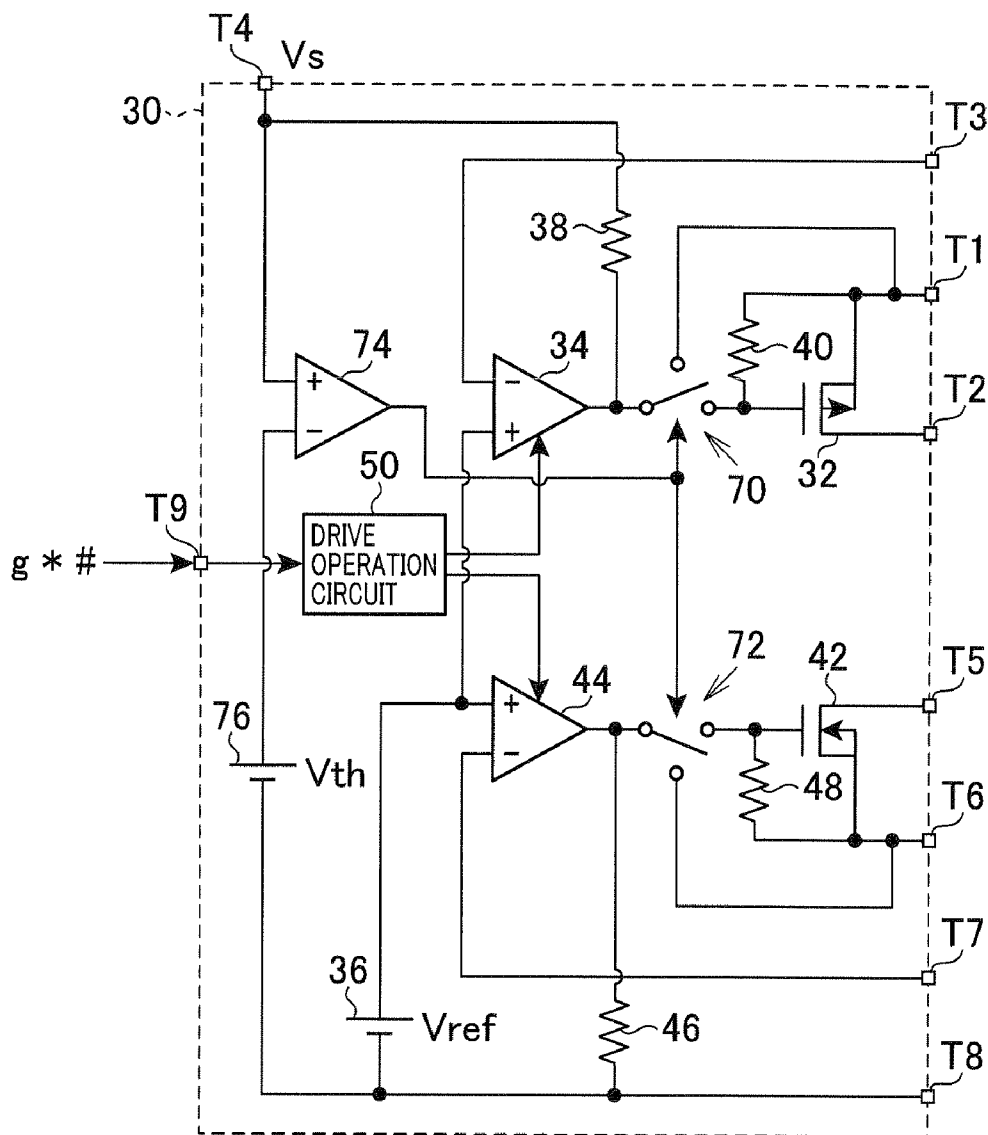 T4
Vs
30
T3
38
T1
74
34
40
+
−
−
+
T2
50
32
70
T9
DRIVE
OPERATION
CIRCUIT
g * #
72
42
T5
44
76
+
−
Vth
48
T6
T7
36
Vref
46
T8